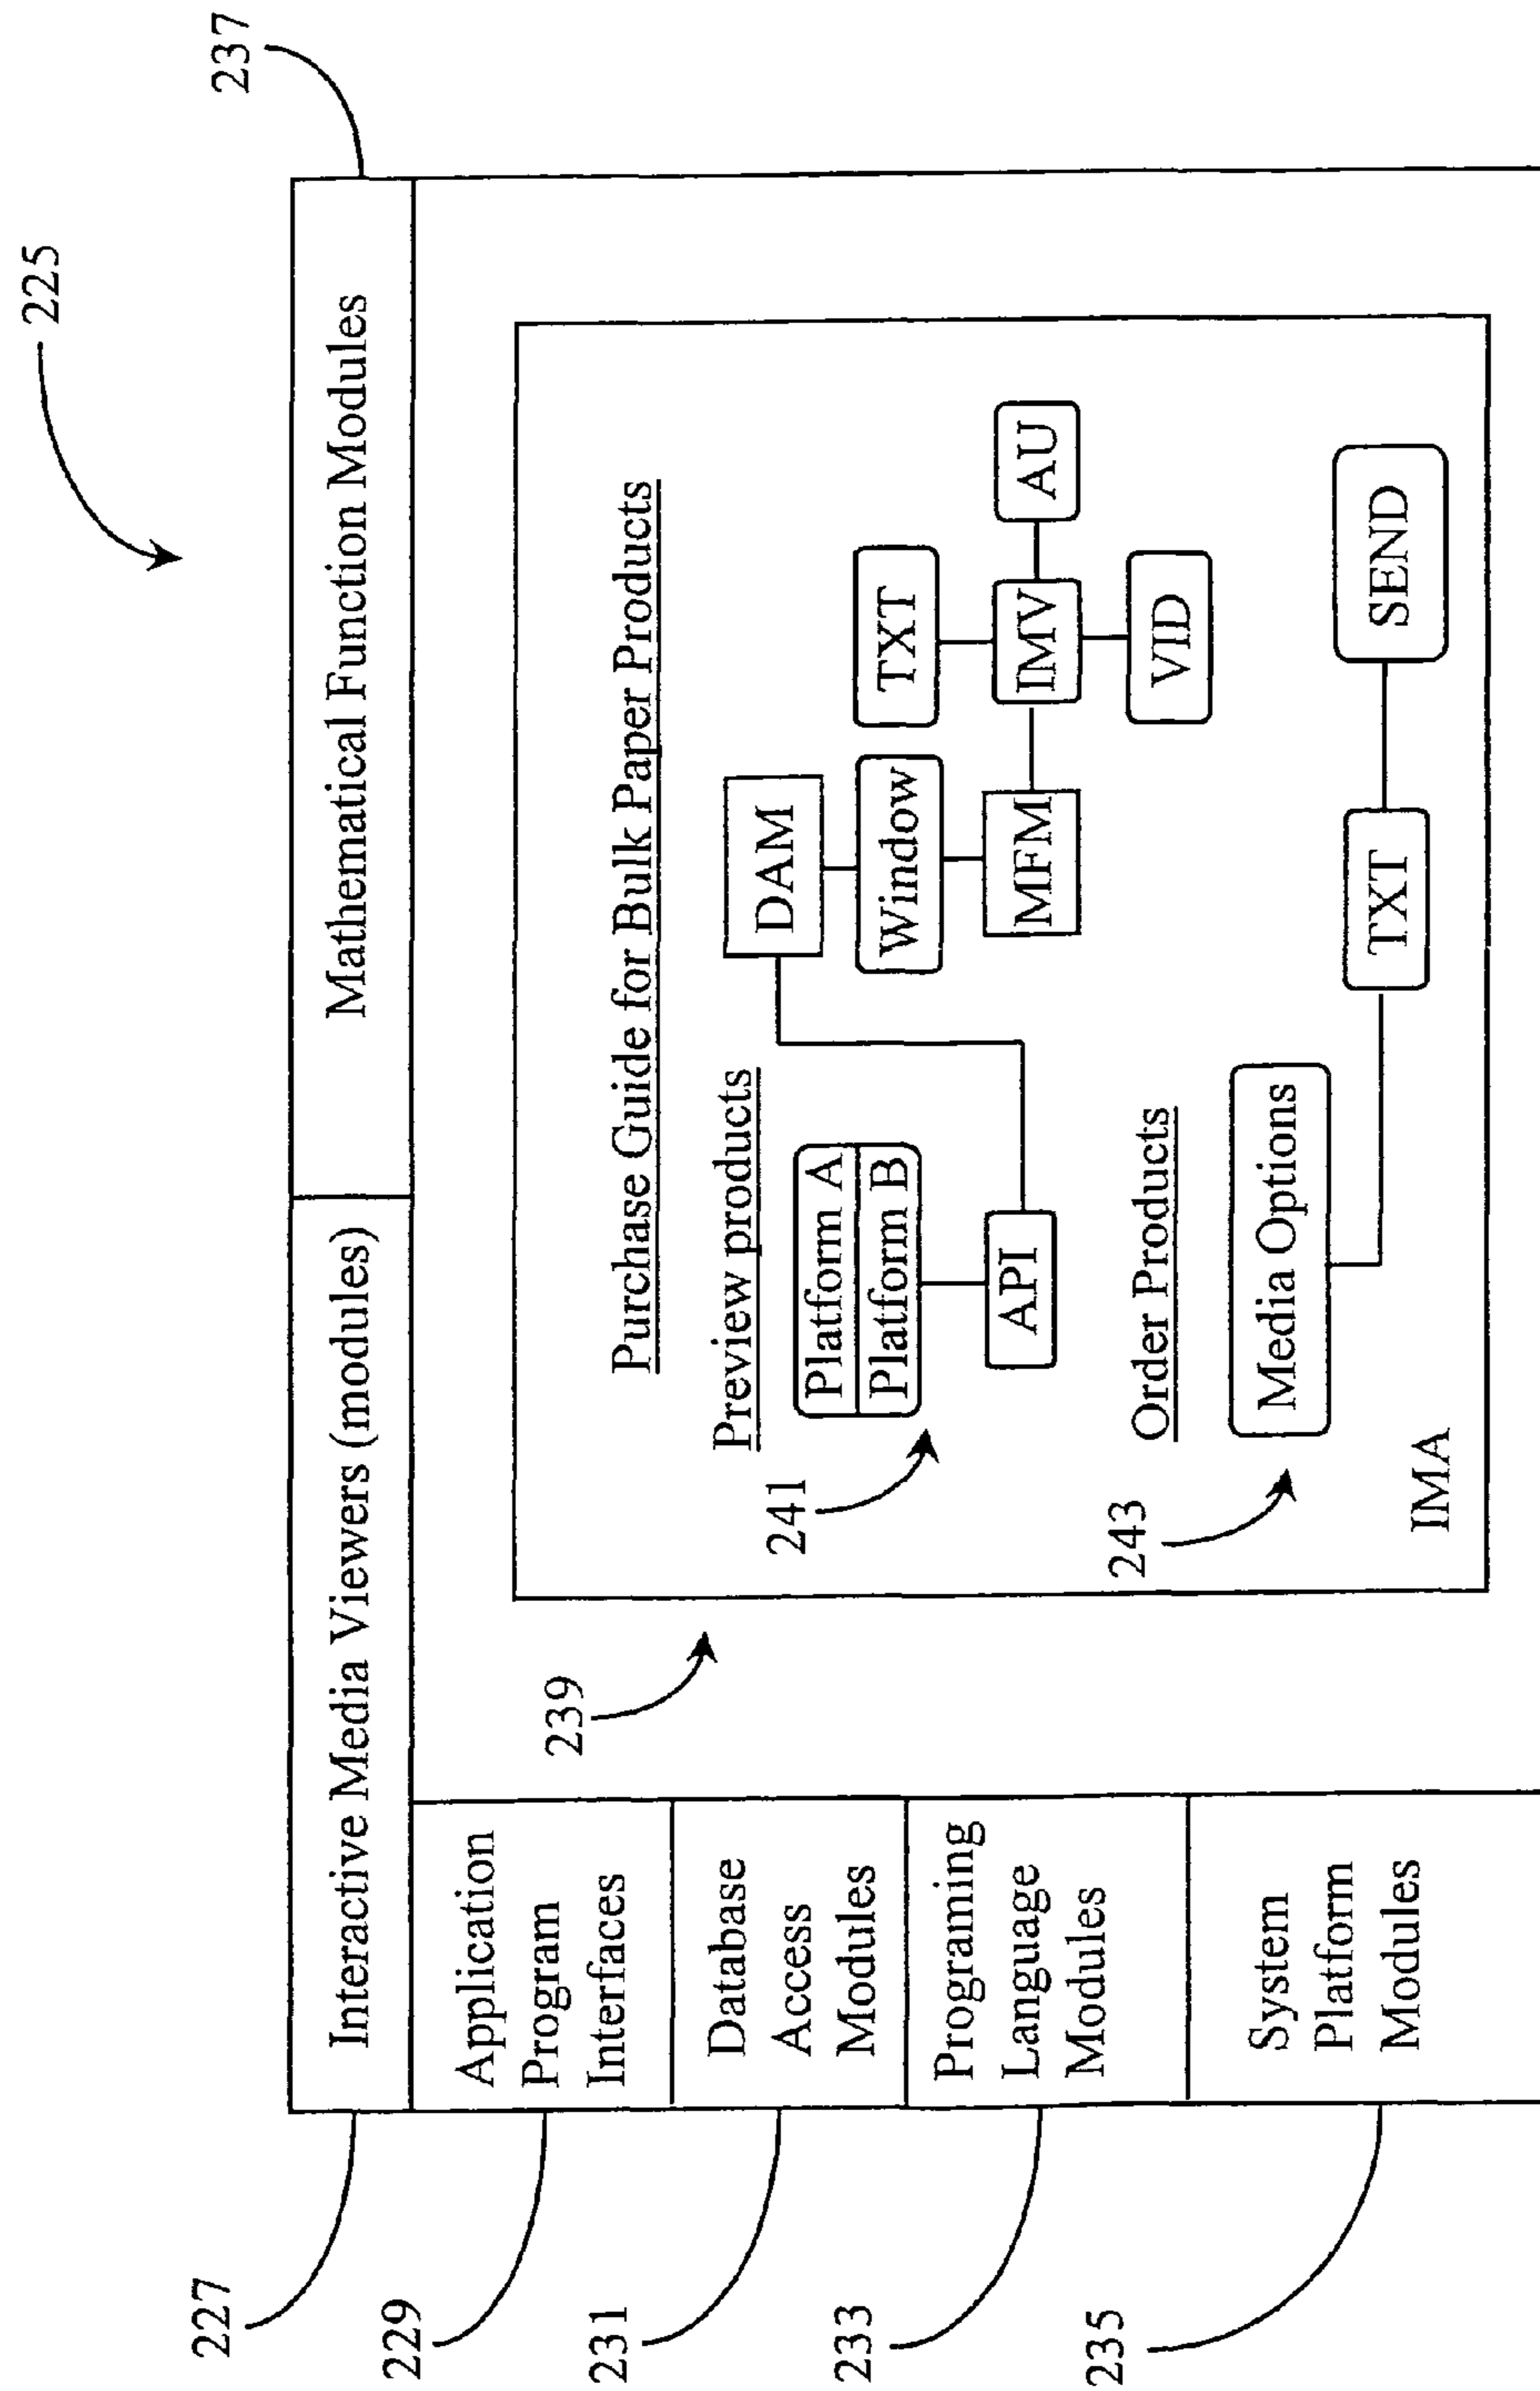 225
237
227
Interactive Media Viewers (modules)
Mathematical Function Modules
229
Application
Program
Interfaces
231
Database
Access
Modules
233
Programing
Language
Modules
235
System
Platform
Modules
239
Purchase Guide for Bulk Paper Products
Preview products
241
Platform A
Platform B
API
DAM
Window
MFM
TXT
IMV
AU
VID
Order Products
243
Media Options
TXT
SEND
IMA